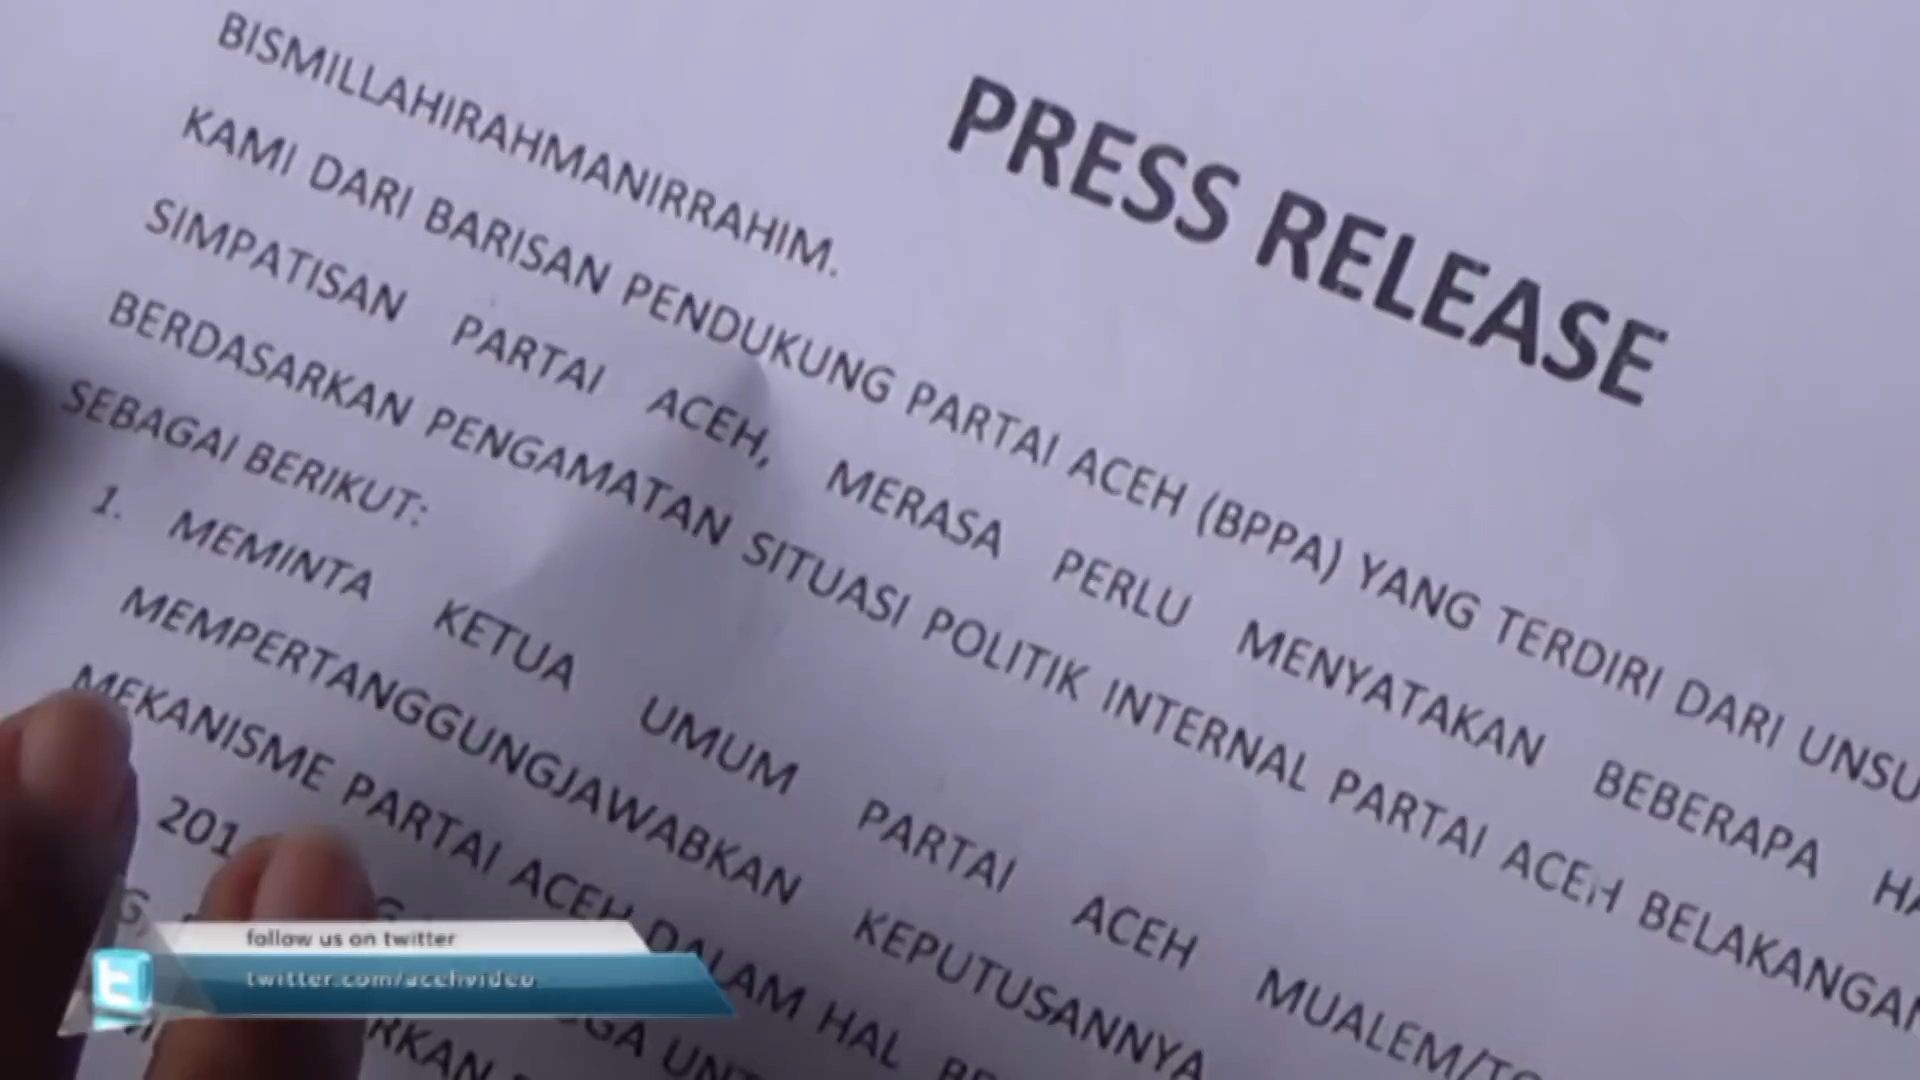 PRESS RELEASE
BISMILLAHIRAHMANIRRAHIM.
KAMI DARI BARISAN PENDUKUNG PARTAI ACEH (BPPA) YANG TERDIRI DARI
SIMPATISAN PARTAI ACEH, MERASA PERLU MENYATAKAN BEBERAPA
BERDASARKAN PENGAMATAN SITUASI POLITIK INTERNAL PARTAI ACEH BELAKANGAN
SEBAGAI BERIKUT:
1. MEMINTA KETUA UMUM PARTAI ACEH MUALEM/
MEMPERTANGGUNGJAWABKAN KEPUTUSANNYA
MEKANISME PARTAI ACEH DALAM HAL
201
follow us on twitter
twitter.com/acehvideo